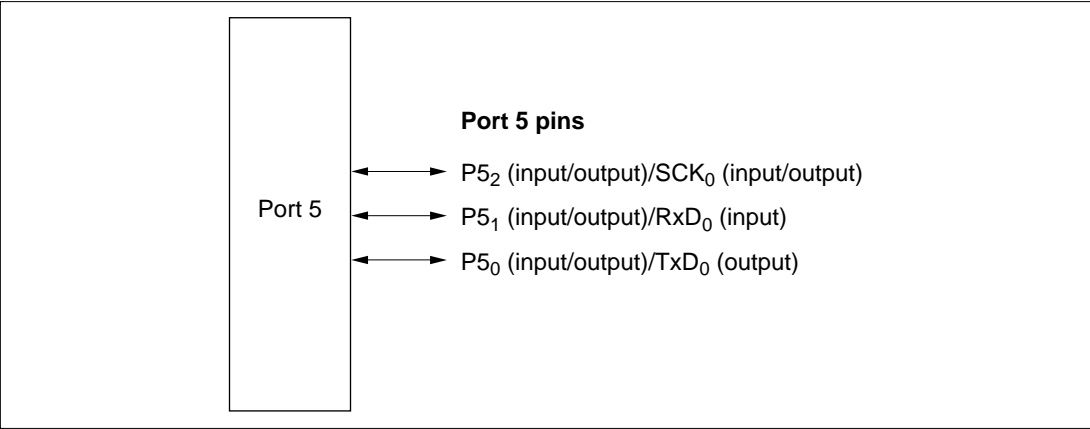 Port 5 pins
P5₂ (input/output)/SCK₀ (input/output)
Port 5
P5₁ (input/output)/RxD₀ (input)
P5₀ (input/output)/TxD₀ (output)